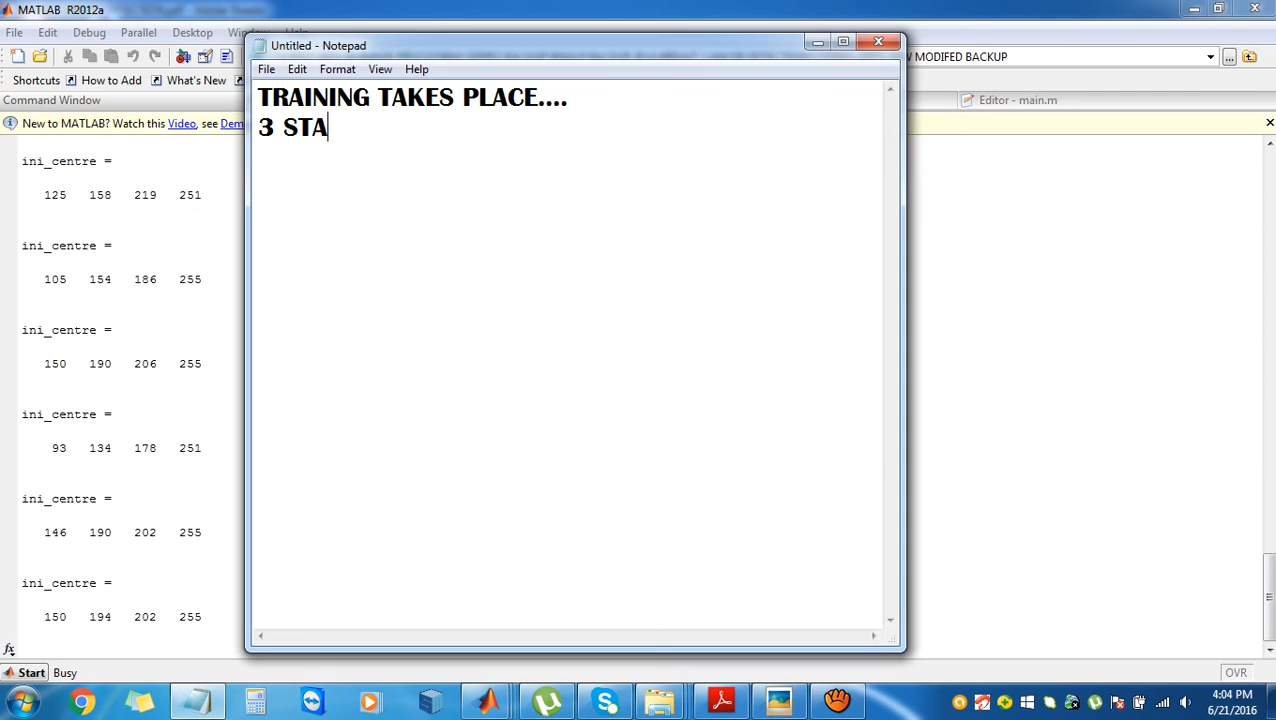 MATLAB R2012a
File Edit Debug Parallel Desktop
Shortcuts How to Add What's New
W MODIFED BACKUP
Command Window
Editor - main.m
New to MATLAB? Watch this Video, see Dem
Untitled - Notepad
File Edit Format View Help
TRAINING TAKES PLACE....
3 STA
ini_centre =
125 158 219 251
ini_centre =
105 154 186 255
ini_centre =
150 190 206 255
ini_centre =
93 134 178 251
ini_centre =
146 190 202 255
ini_centre =
150 194 202 255
fx
Start Busy
OVR
4:04 PM
6/21/2016